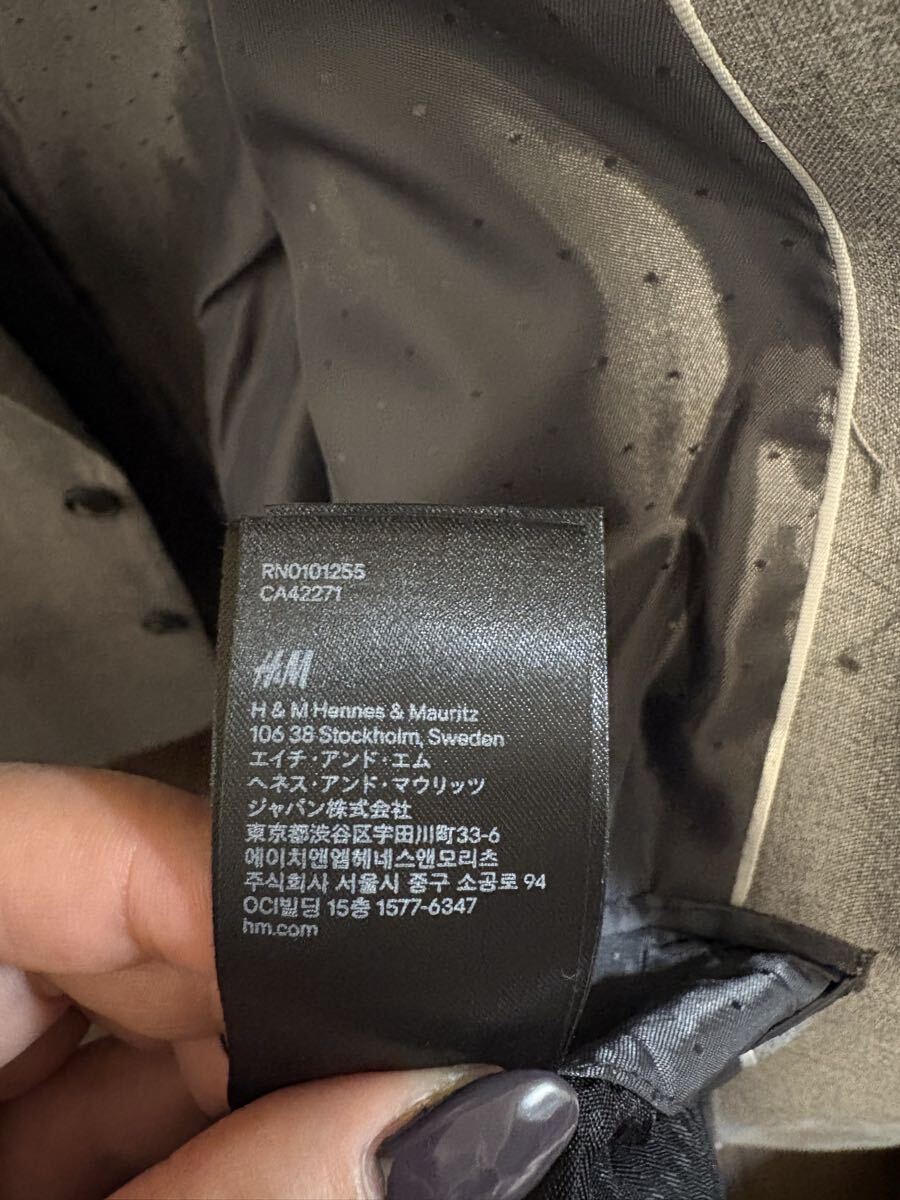 RN0101255
CA42271
H&M
H & M Hennes & Mauritz
106 38 Stockholm, Sweden
エイチ・アンド・エム
ヘネス・アンド・マウリッツ
ジャパン株式会社
東京都渋谷区宇田川町33-6
에이치앤엠헤네스앤모리츠
주식회사 서울시 중구 소공로 94
OCI빌딩 15층 1577-6347
hm.com